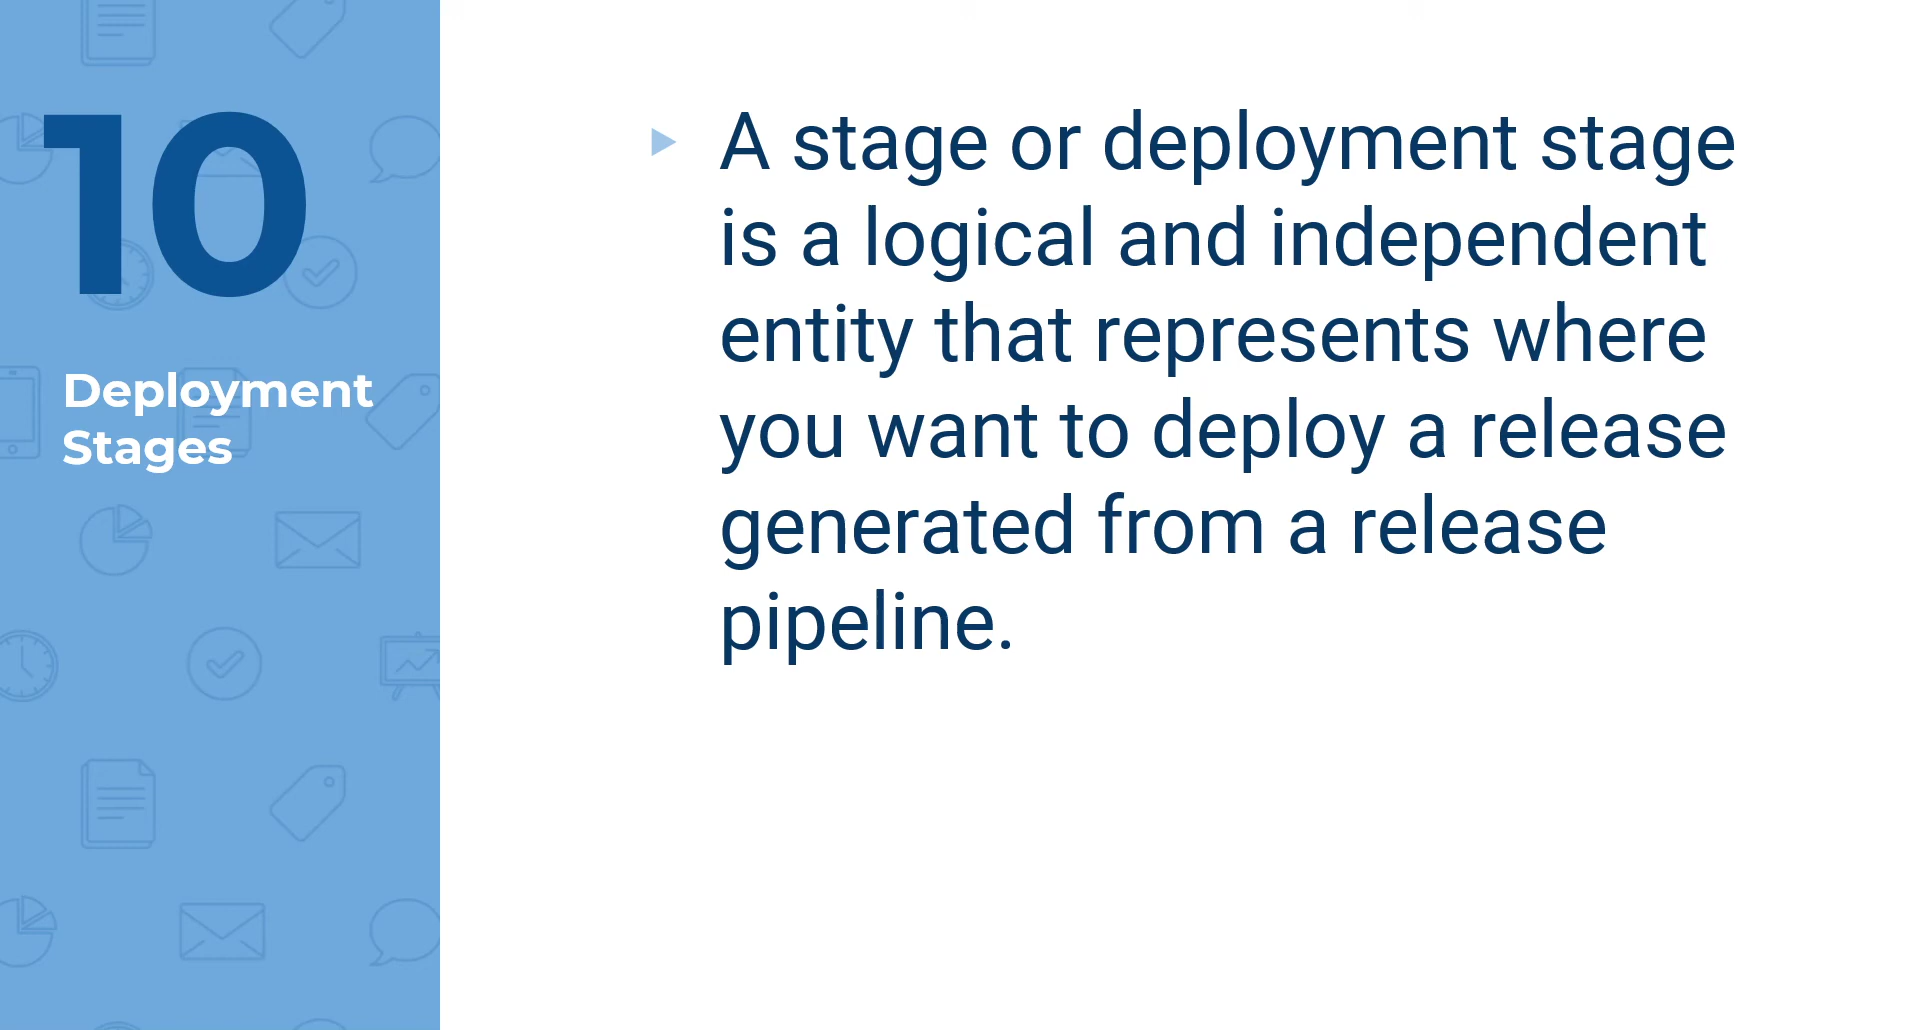 10
Deployment
Stages
A stage or deployment stage
is a logical and independent
entity that represents where
you want to deploy a release
generated from a release
pipeline.